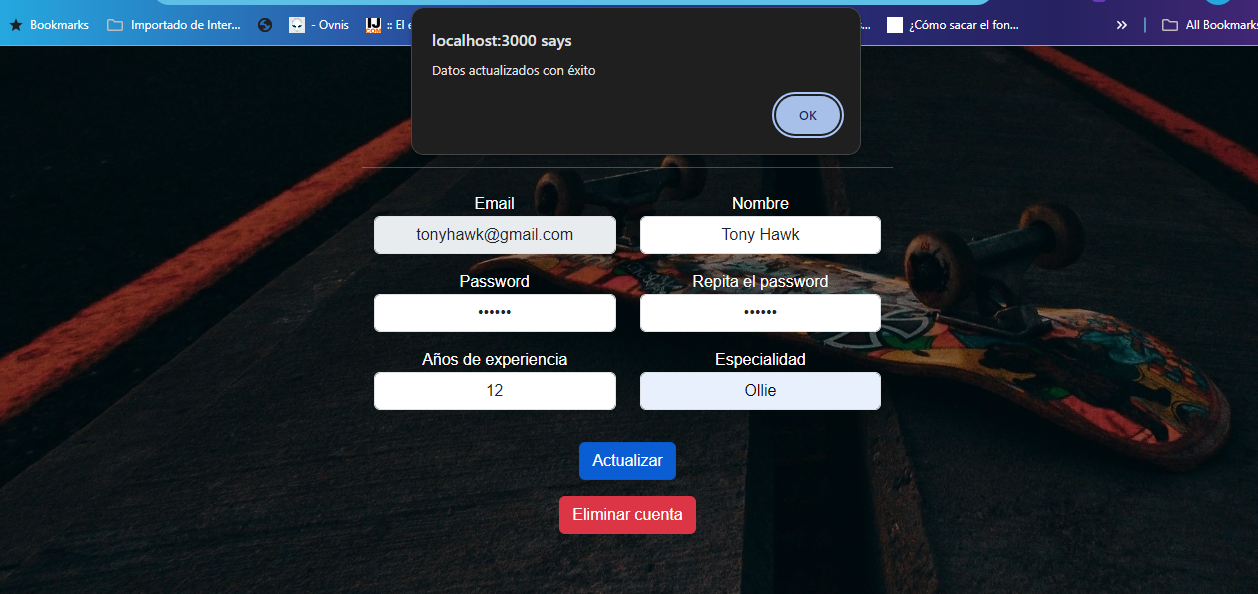 Bookmarks
Importado de Inter...
- Ovnis
:: El e
...
¿Cómo sacar el fon...
»
All Bookmarks
localhost:3000 says
Datos actualizados con éxito
OK
Email
Nombre
tonyhawk@gmail.com
Tony Hawk
Password
Repita el password
••••••
••••••
Años de experiencia
Especialidad
12
Ollie
Actualizar
Eliminar cuenta